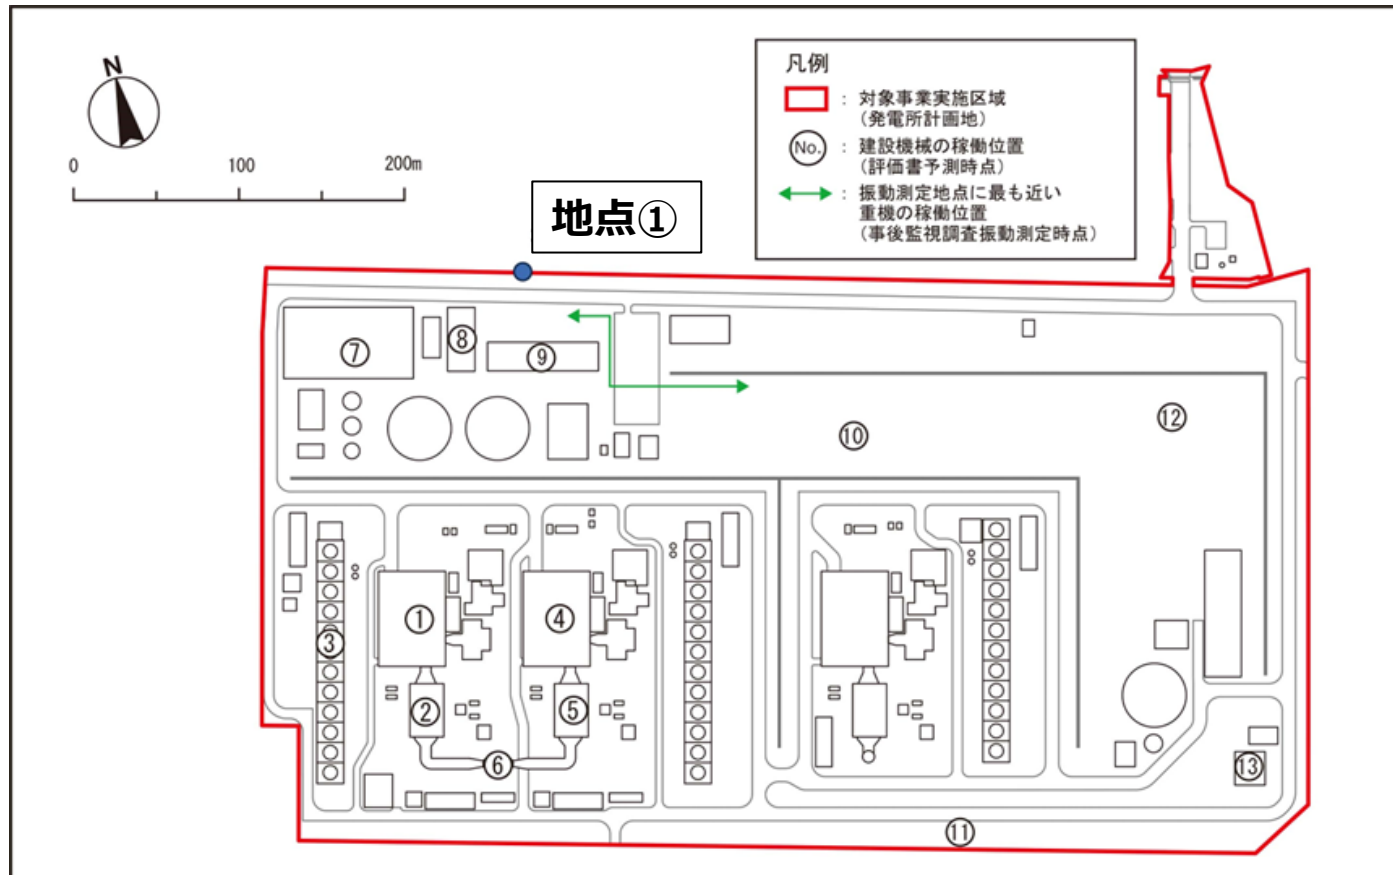 N
0 100 200m
地点①
凡例
： 対象事業実施区域
（発電所計画地）
No. ： 建設機械の稼働位置
（評価書予測時点）
： 振動測定地点に最も近い
重機の稼働位置
（事後監視調査振動測定時点）
⑦
⑧
⑨
⑩
⑫
①
④
③
②
⑤
⑥
⑬
⑪